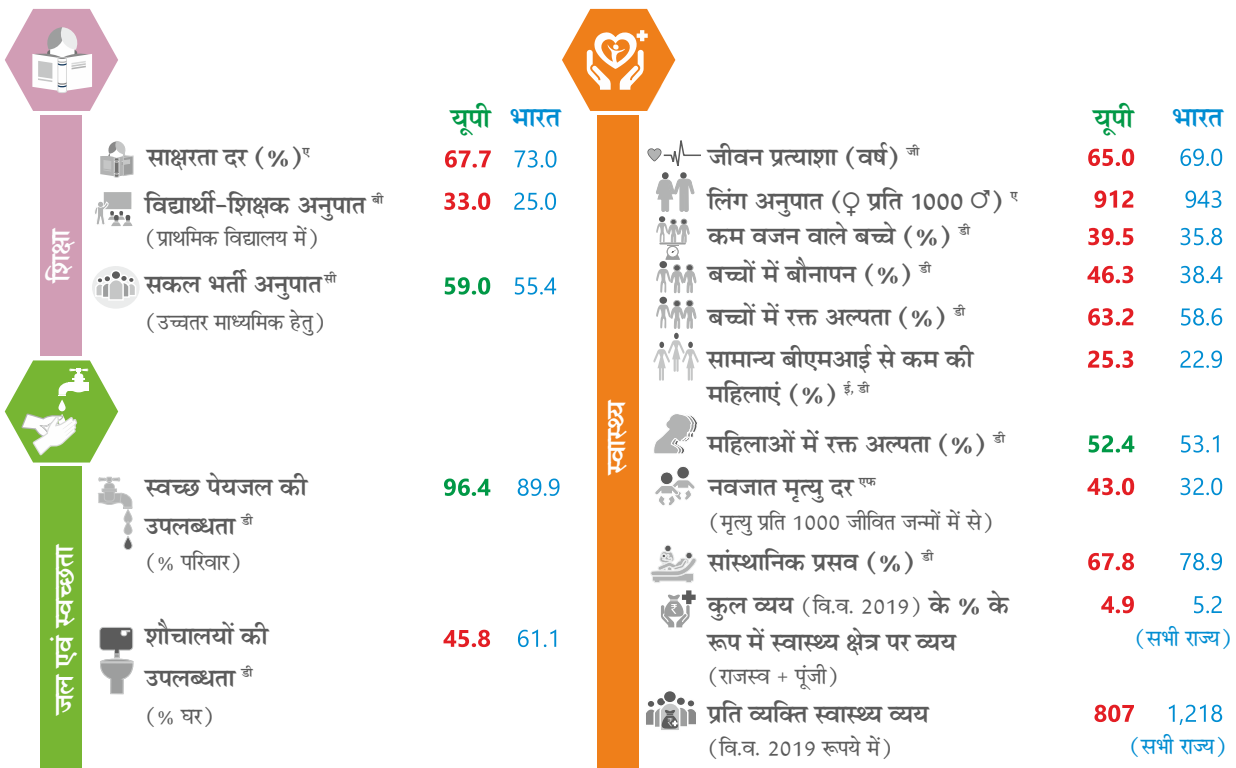 शिक्षा
यूपी भारत
साक्षरता दर (%)ए 67.7 73.0
विद्यार्थी-शिक्षक अनुपात बी 33.0 25.0
(प्राथमिक विद्यालय में)
सकल भर्ती अनुपातसी 59.0 55.4
(उच्चतर माध्यमिक हेतु)
जल एवं स्वच्छता
स्वच्छ पेयजल की 96.4 89.9
उपलब्धता डी
(% परिवार)
शौचालयों की 45.8 61.1
उपलब्धता डी
(% घर)
स्वास्थ्य
यूपी भारत
जीवन प्रत्याशा (वर्ष) जी 65.0 69.0
लिंग अनुपात (♀ प्रति 1000 ♂) ए 912 943
कम वजन वाले बच्चे (%) डी 39.5 35.8
बच्चों में बौनापन (%) डी 46.3 38.4
बच्चों में रक्त अल्पता (%) डी 63.2 58.6
सामान्य बीएमआई से कम की 25.3 22.9
महिलाएं (%) ई, डी
महिलाओं में रक्त अल्पता (%) डी 52.4 53.1
नवजात मृत्यु दर एफ 43.0 32.0
(मृत्यु प्रति 1000 जीवित जन्मों में से)
सांस्थानिक प्रसव (%) डी 67.8 78.9
कुल व्यय (वि.व. 2019) के % के 4.9 5.2
रूप में स्वास्थ्य क्षेत्र पर व्यय (सभी राज्य)
(राजस्व + पूंजी)
प्रति व्यक्ति स्वास्थ्य व्यय 807 1,218
(वि.व. 2019 रूपये में) (सभी राज्य)